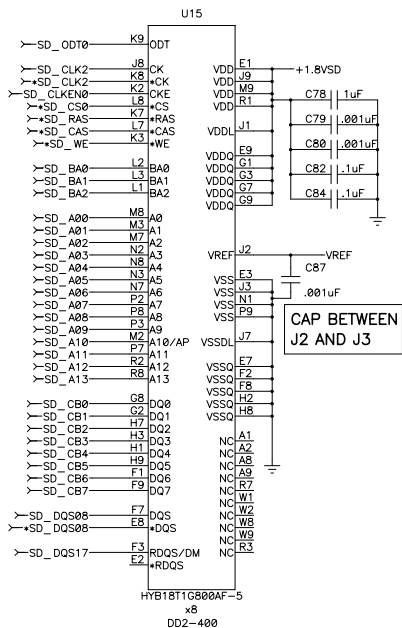 U15
SD_ODT0 K9 ODT
SD_CLK2 J8 CK
*SD_CLK2 K8 *CK
SD_CLKEN0 K2 CKE
*SD_CS0 L8 *CS
*SD_RAS K7 *RAS
*SD_CAS L7 *CAS
*SD_WE K3 *WE
SD_BA0 L2 BA0
SD_BA1 L3 BA1
SD_BA2 L1 BA2
SD_A00 M8 A0
SD_A01 M3 A1
SD_A02 M7 A2
SD_A03 N2 A3
SD_A04 N8 A4
SD_A05 N3 A5
SD_A06 N7 A6
SD_A07 P2 A7
SD_A08 P8 A8
SD_A09 P3 A9
SD_A10 M2 A10/AP
SD_A11 P7 A11
SD_A12 R2 A12
SD_A13 R8 A13
SD_CB0 G8 DQ0
SD_CB1 G2 DQ1
SD_CB2 H7 DQ2
SD_CB3 H3 DQ3
SD_CB4 H1 DQ4
SD_CB5 H9 DQ5
SD_CB6 F1 DQ6
SD_CB7 F9 DQ7
SD_DQS08 F7 DQS
*SD_DQS08 E8 *DQS
SD_DQS17 F3 RDQS/DM
E2 *RDQS
VDD E1 +1.8VSD
VDD J9
VDD M9
VDD R1
C78 1uF
C79 .001uF
VDDL J1
C80 .001uF
VDDQ E9
VDDQ G1
C82 .1uF
VDDQ G3
VDDQ G7
C84 .1uF
VDDQ G9
VREF J2 VREF
C87
.001uF
VSS E3
VSS J3
VSS N1
VSS P9
CAP BETWEEN
J2 AND J3
VSSDL J7
VSSQ E7
VSSQ F2
VSSQ F8
VSSQ H2
VSSQ H8
NC A1
NC A2
NC A8
NC A9
NC R7
NC W1
NC W2
NC W8
NC W9
NC R3
HYB18T1G800AF-5
x8
DD2-400